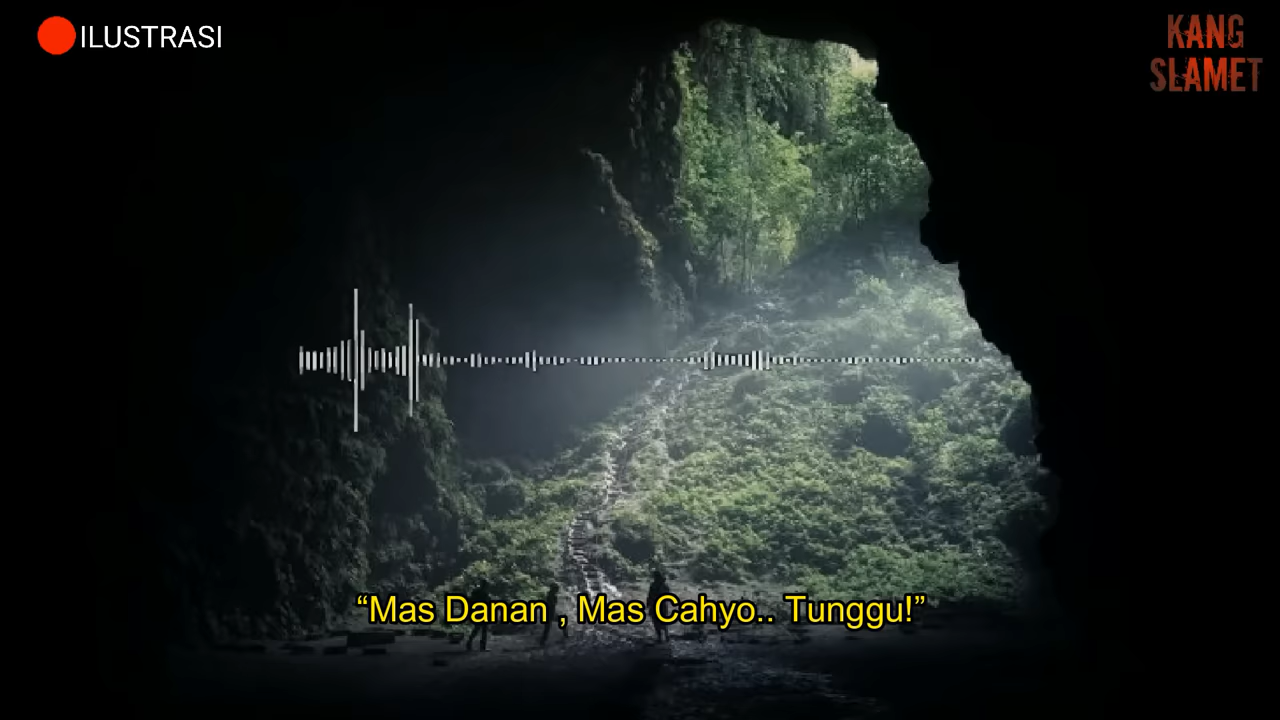 ILUSTRASI
KANG
SLAMET
“Mas Danan , Mas Cahyo.. Tunggu!”